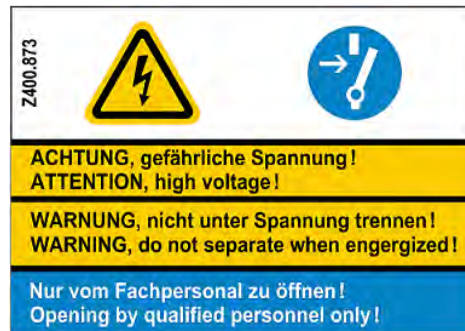 Z400.873
ACHTUNG, gefährliche Spannung!
ATTENTION, high voltage!
WARNUNG, nicht unter Spannung trennen!
WARNING, do not separate when engergized!
Nur vom Fachpersonal zu öffnen!
Opening by qualified personnel only!